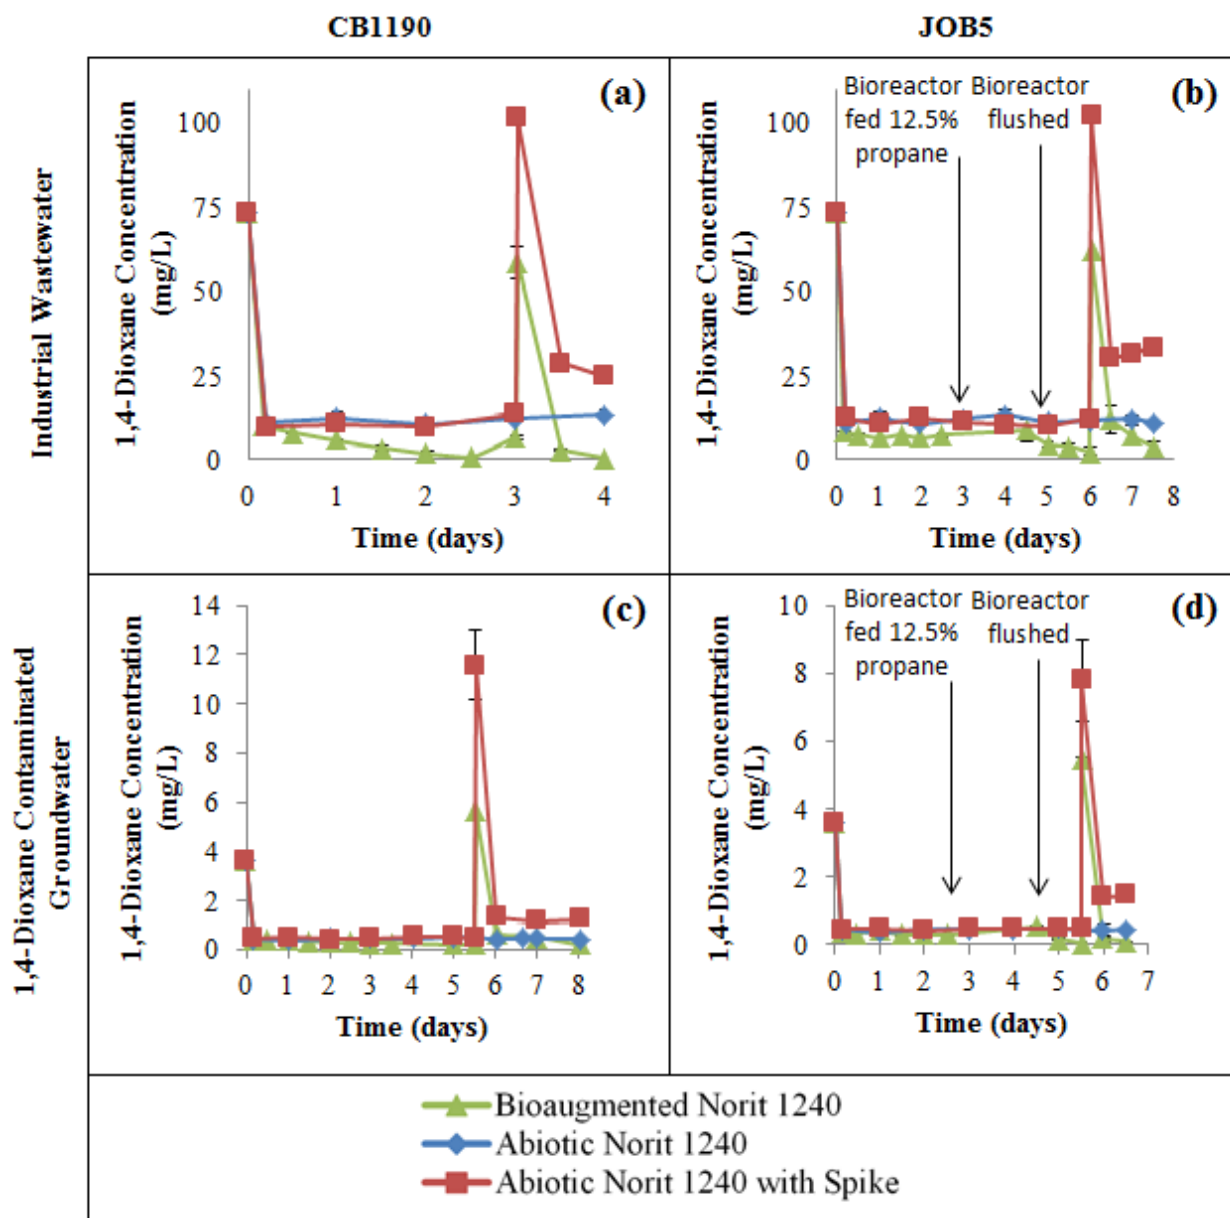 CB1190
JOB5
Industrial Wastewater
1,4-Dioxane Contaminated
Groundwater
(a)
1,4-Dioxane Concentration
(mg/L)
100
75
50
25
0
0 1 2 3 4
Time (days)
(b)
Bioreactor
fed 12.5%
propane
Bioreactor
flushed
1,4-Dioxane Concentration
(mg/L)
100
75
50
25
0
0 1 2 3 4 5 6 7 8
Time (days)
(c)
1,4-Dioxane Concentration
(mg/L)
14
12
10
8
6
4
2
0
0 1 2 3 4 5 6 7 8
Time (days)
(d)
Bioreactor
fed 12.5%
propane
Bioreactor
flushed
1,4-Dioxane Concentration
(mg/L)
10
8
6
4
2
0
0 1 2 3 4 5 6 7
Time (days)
Bioaugmented Norit 1240
Abiotic Norit 1240
Abiotic Norit 1240 with Spike